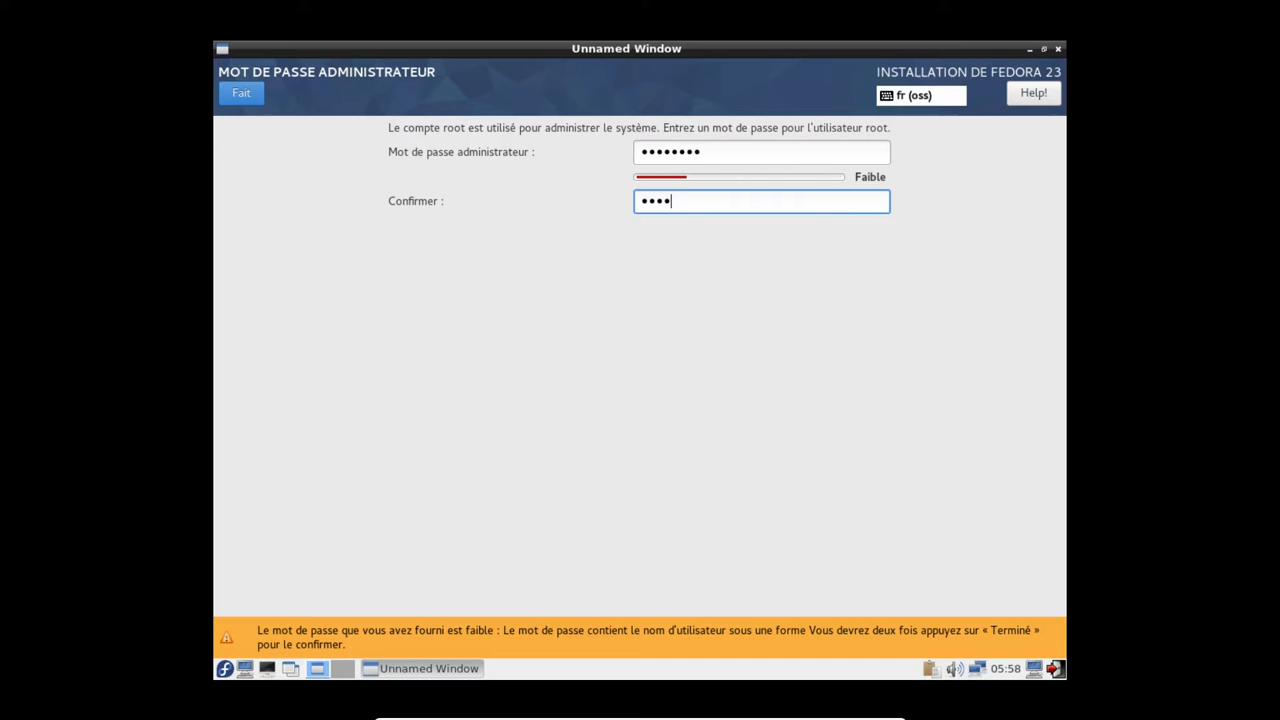 Unnamed Window
MOT DE PASSE ADMINISTRATEUR
INSTALLATION DE FEDORA 23
Fait
fr (oss)
Help!
Le compte root est utilisé pour administrer le système. Entrez un mot de passe pour l'utilisateur root.
Mot de passe administrateur :
••••••••
Faible
Confirmer :
••••
Le mot de passe que vous avez fourni est faible : Le mot de passe contient le nom d'utilisateur sous une forme Vous devrez deux fois appuyez sur « Terminé »
pour le confirmer.
Unnamed Window
05:58